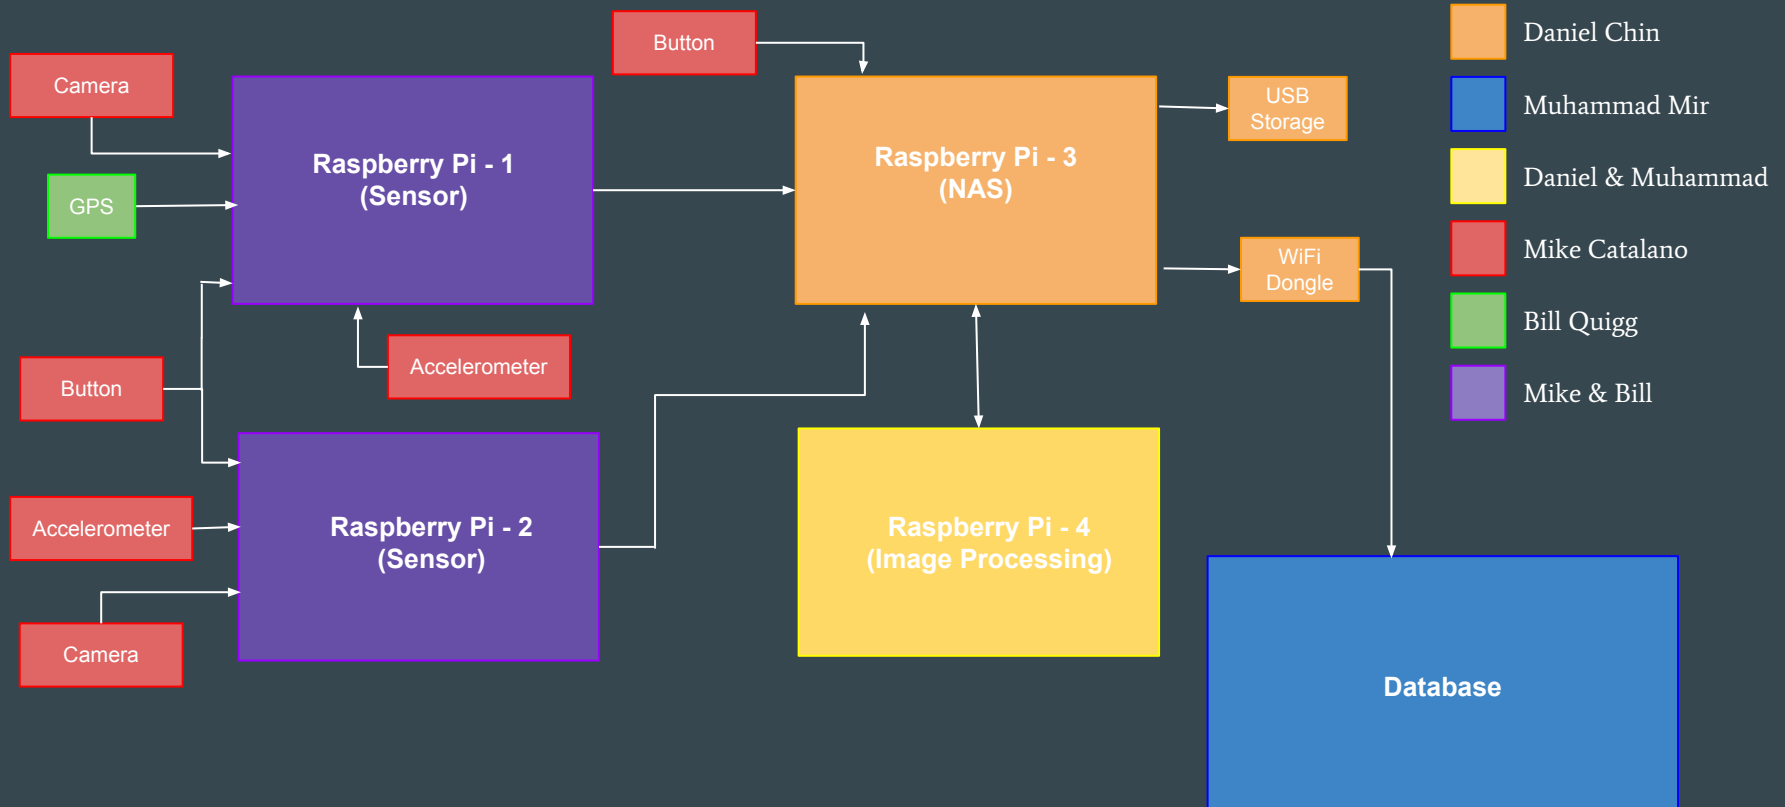 Camera
GPS
Button
Accelerometer
Camera
Raspberry Pi - 1
(Sensor)
Accelerometer
Raspberry Pi - 2
(Sensor)
Button
Raspberry Pi - 3
(NAS)
Raspberry Pi - 4
(Image Processing)
USB
Storage
WiFi
Dongle
Database
Daniel Chin
Muhammad Mir
Daniel & Muhammad
Mike Catalano
Bill Quigg
Mike & Bill